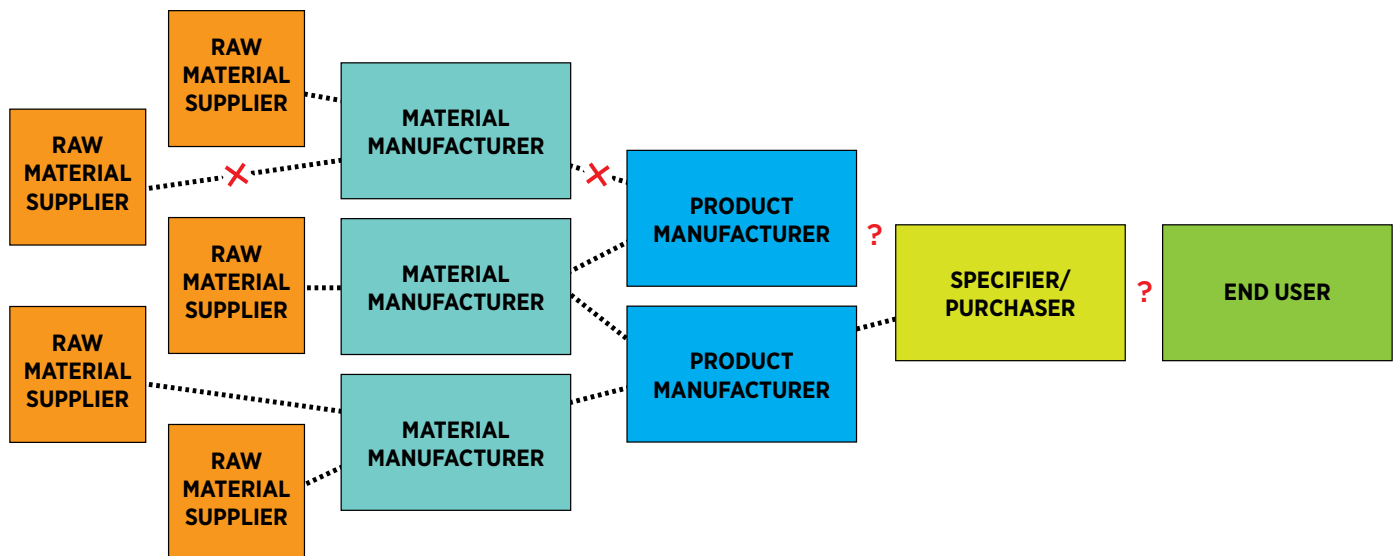 RAW
MATERIAL
SUPPLIER
RAW
MATERIAL
SUPPLIER
RAW
MATERIAL
SUPPLIER
RAW
MATERIAL
SUPPLIER
RAW
MATERIAL
SUPPLIER
MATERIAL
MANUFACTURER
MATERIAL
MANUFACTURER
MATERIAL
MANUFACTURER
PRODUCT
MANUFACTURER
PRODUCT
MANUFACTURER
?
SPECIFIER/
PURCHASER
?
END USER